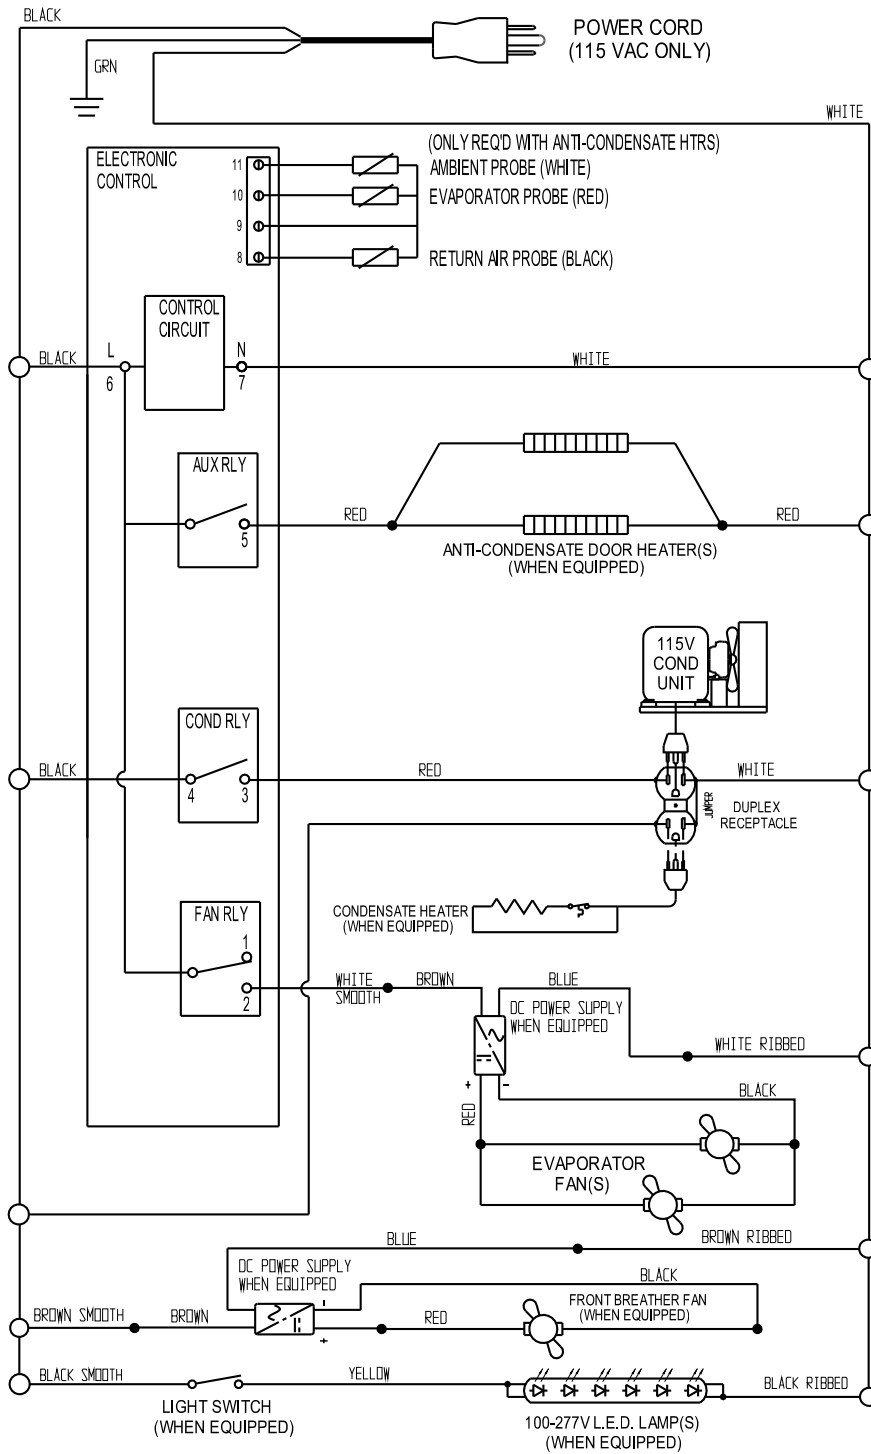 BLACK
POWER CORD
(115 VAC ONLY)
GRN
WHITE
ELECTRONIC
CONTROL
(ONLY REQ'D WITH ANTI-CONDENSATE HTRS)
11
AMBIENT PROBE (WHITE)
10
EVAPORATOR PROBE (RED)
9
8
RETURN AIR PROBE (BLACK)
CONTROL
CIRCUIT
BLACK
L
N
WHITE
6
7
AUX RLY
RED
RED
5
ANTI-CONDENSATE DOOR HEATER(S)
(WHEN EQUIPPED)
115V
COND
UNIT
COND RLY
BLACK
RED
WHITE
4
3
JUMPER
DUPLEX
RECEPTACLE
FAN RLY
CONDENSATE HEATER
(WHEN EQUIPPED)
1
2
WHITE
SMOOTH
BROWN
BLUE
DC POWER SUPPLY
WHEN EQUIPPED
WHITE RIBBED
+
-
RED
BLACK
EVAPORATOR
FAN(S)
BLUE
BROWN RIBBED
DC POWER SUPPLY
WHEN EQUIPPED
BLACK
-
FRONT BREATHER FAN
(WHEN EQUIPPED)
BROWN SMOOTH
BROWN
RED
+
BLACK SMOOTH
YELLOW
BLACK RIBBED
LIGHT SWITCH
(WHEN EQUIPPED)
100-277V L.E.D. LAMP(S)
(WHEN EQUIPPED)